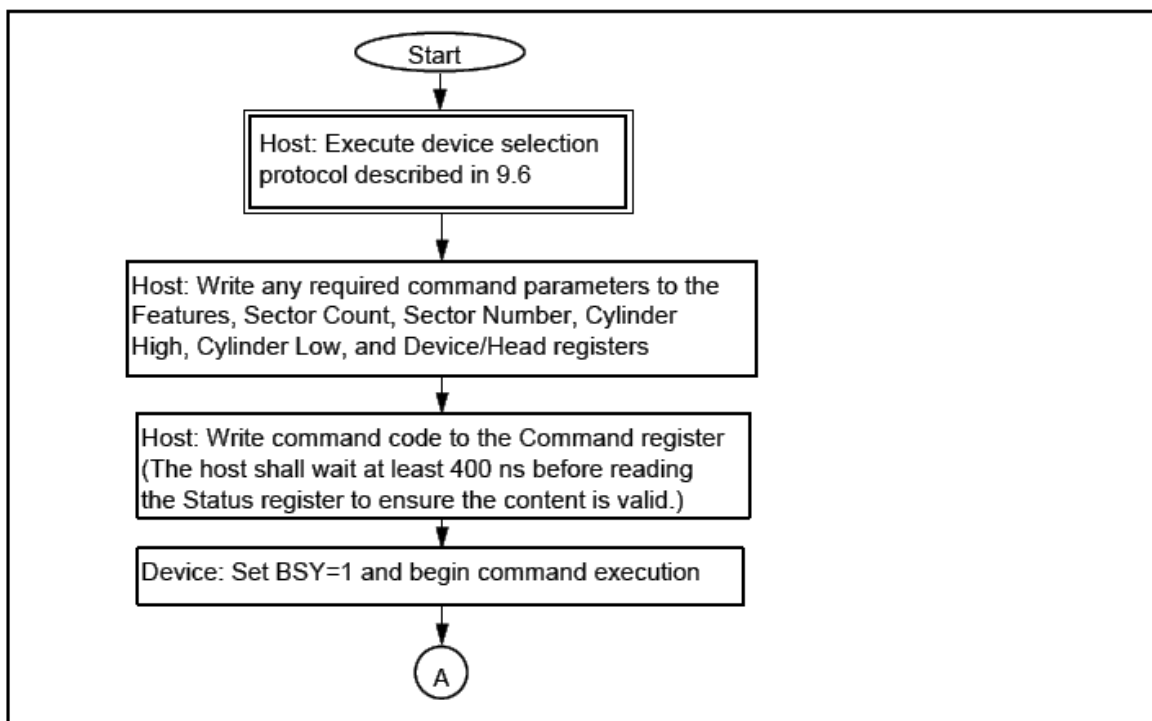 Start
Host: Execute device selection
protocol described in 9.6
Host: Write any required command parameters to the
Features, Sector Count, Sector Number, Cylinder
High, Cylinder Low, and Device/Head registers
Host: Write command code to the Command register
(The host shall wait at least 400 ns before reading
the Status register to ensure the content is valid.)
Device: Set BSY=1 and begin command execution
A